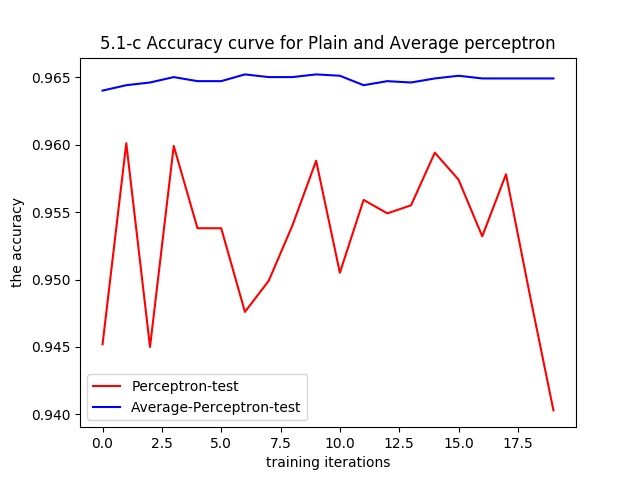 5.1-c Accuracy curve for Plain and Average perceptron
the accuracy
0.965
0.960
0.955
0.950
0.945
0.940
Perceptron-test
Average-Perceptron-test
0.0 2.5 5.0 7.5 10.0 12.5 15.0 17.5
training iterations